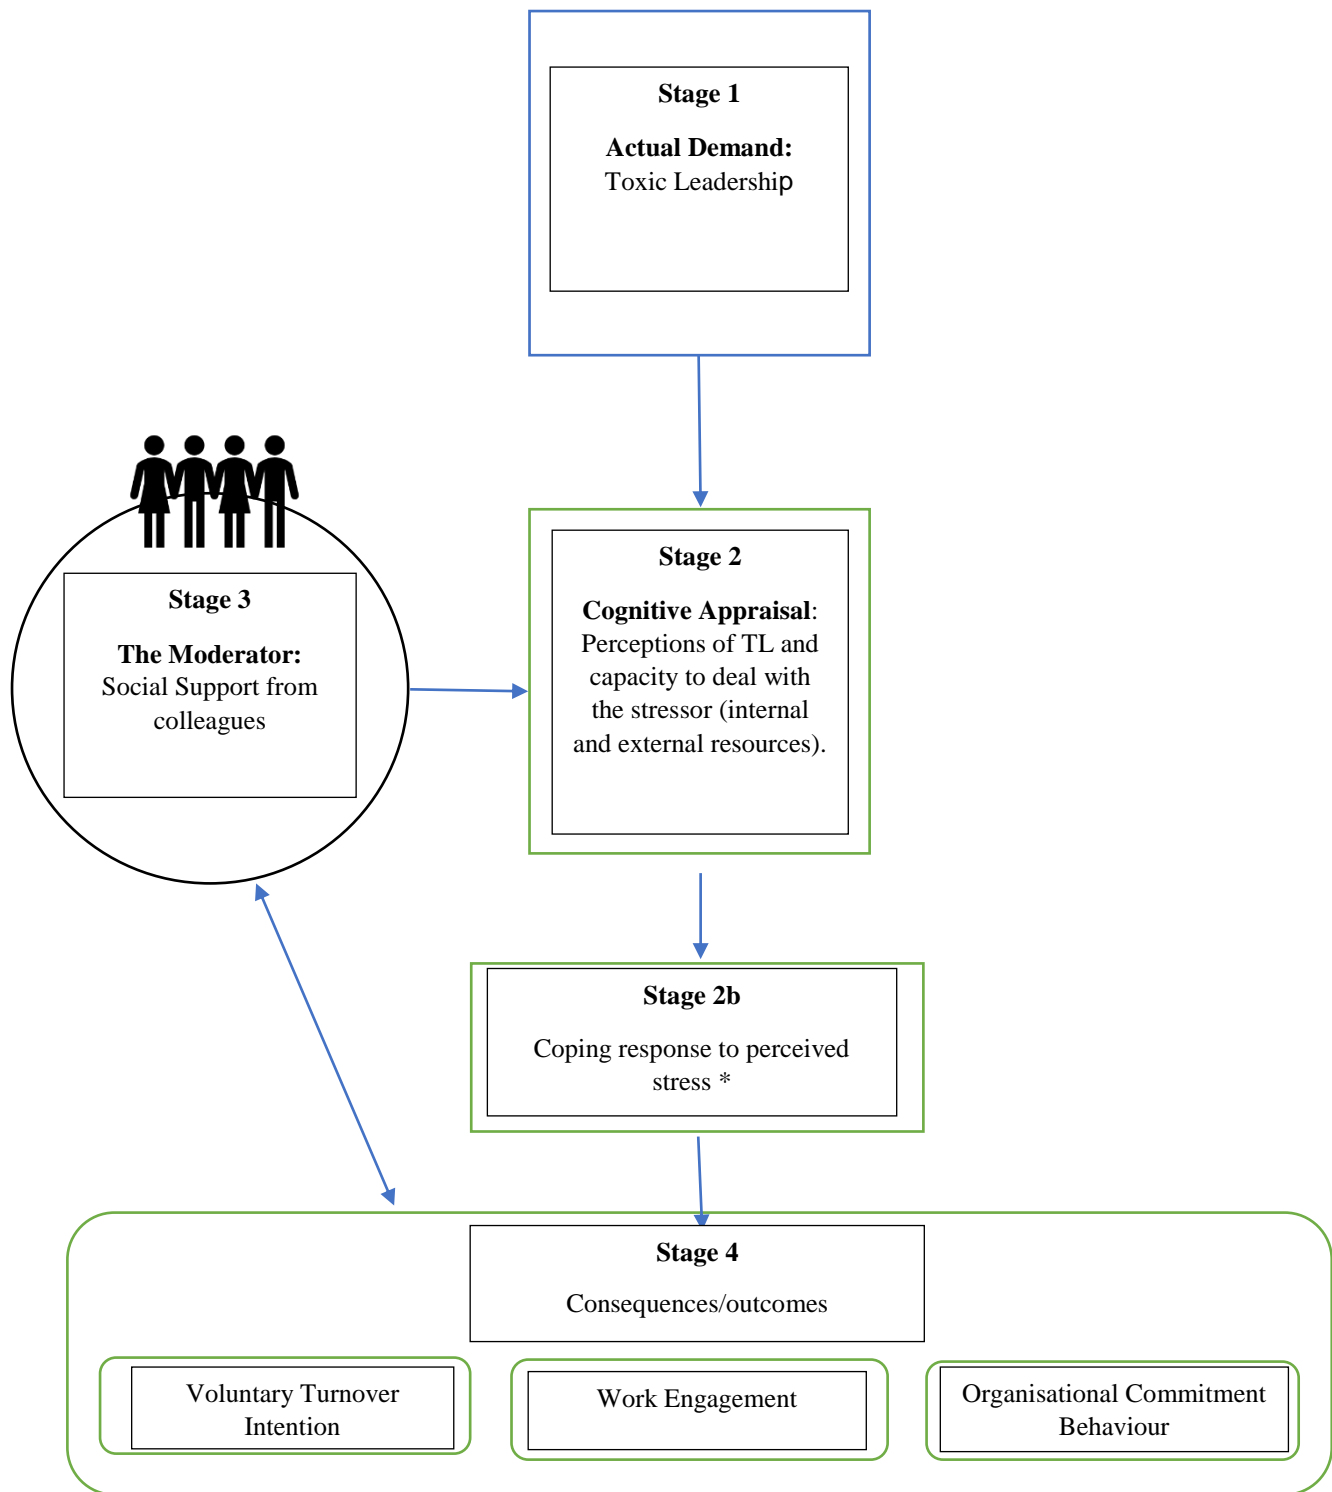 Stage 1
Actual Demand:
Toxic Leadership
Stage 2
Cognitive Appraisal:
Perceptions of TL and
capacity to deal with
the stressor (internal
and external resources).
Stage 3
The Moderator:
Social Support from
colleagues
Stage 2b
Coping response to perceived
stress *
Stage 4
Consequences/outcomes
Voluntary Turnover
Intention
Work Engagement
Organisational Commitment
Behaviour